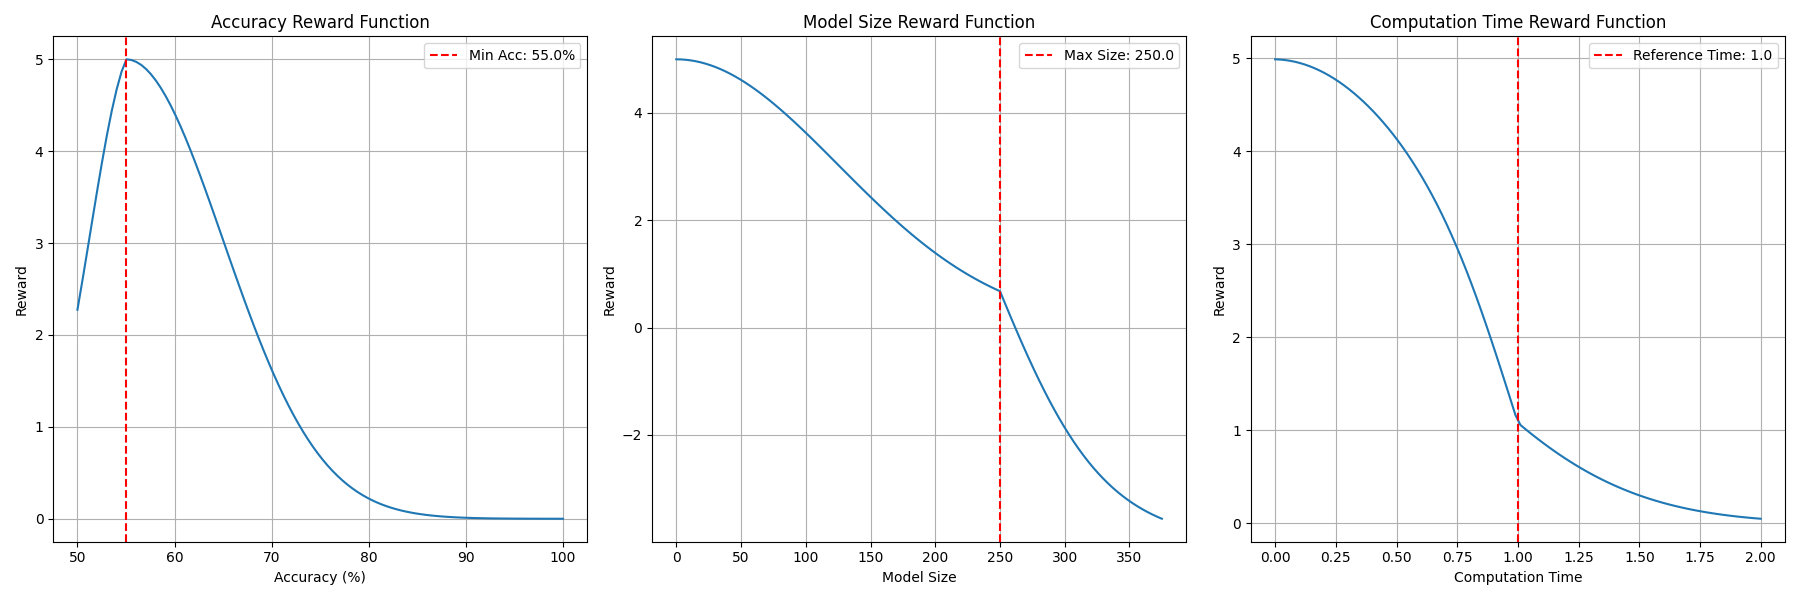 Accuracy Reward Function
Min Acc: 55.0%
Reward
5
4
3
2
1
0
50 60 70 80 90 100
Accuracy (%)
Model Size Reward Function
Max Size: 250.0
Reward
4
2
0
−2
0 50 100 150 200 250 300 350
Model Size
Computation Time Reward Function
Reference Time: 1.0
Reward
5
4
3
2
1
0
0.00 0.25 0.50 0.75 1.00 1.25 1.50 1.75 2.00
Computation Time